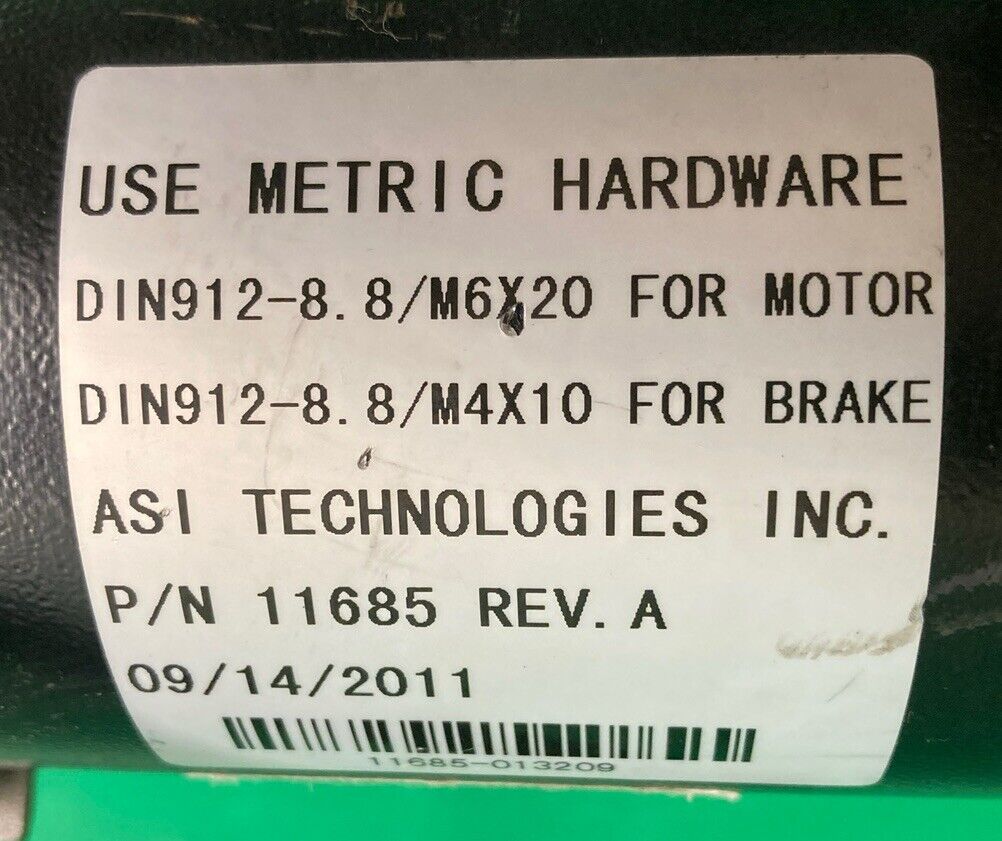 USE METRIC HARDWARE
DIN912-8.8/M6X20 FOR MOTOR
DIN912-8.8/M4X10 FOR BRAKE
ASI TECHNOLOGIES INC.
P/N 11685 REV.A
09/14/2011
11685-013209